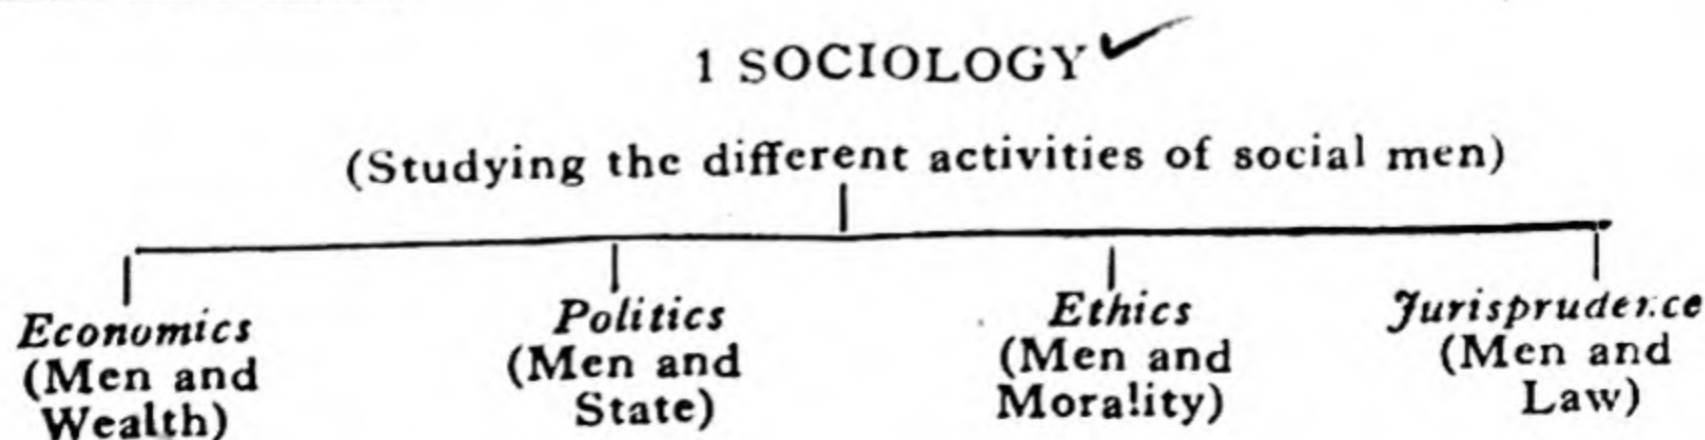 1 SOCIOLOGY
(Studying the different activities of social men)
Economics
(Men and
Wealth)
Politics
(Men and
State)
Ethics
(Men and
Morality)
Jurisprudence
(Men and
Law)